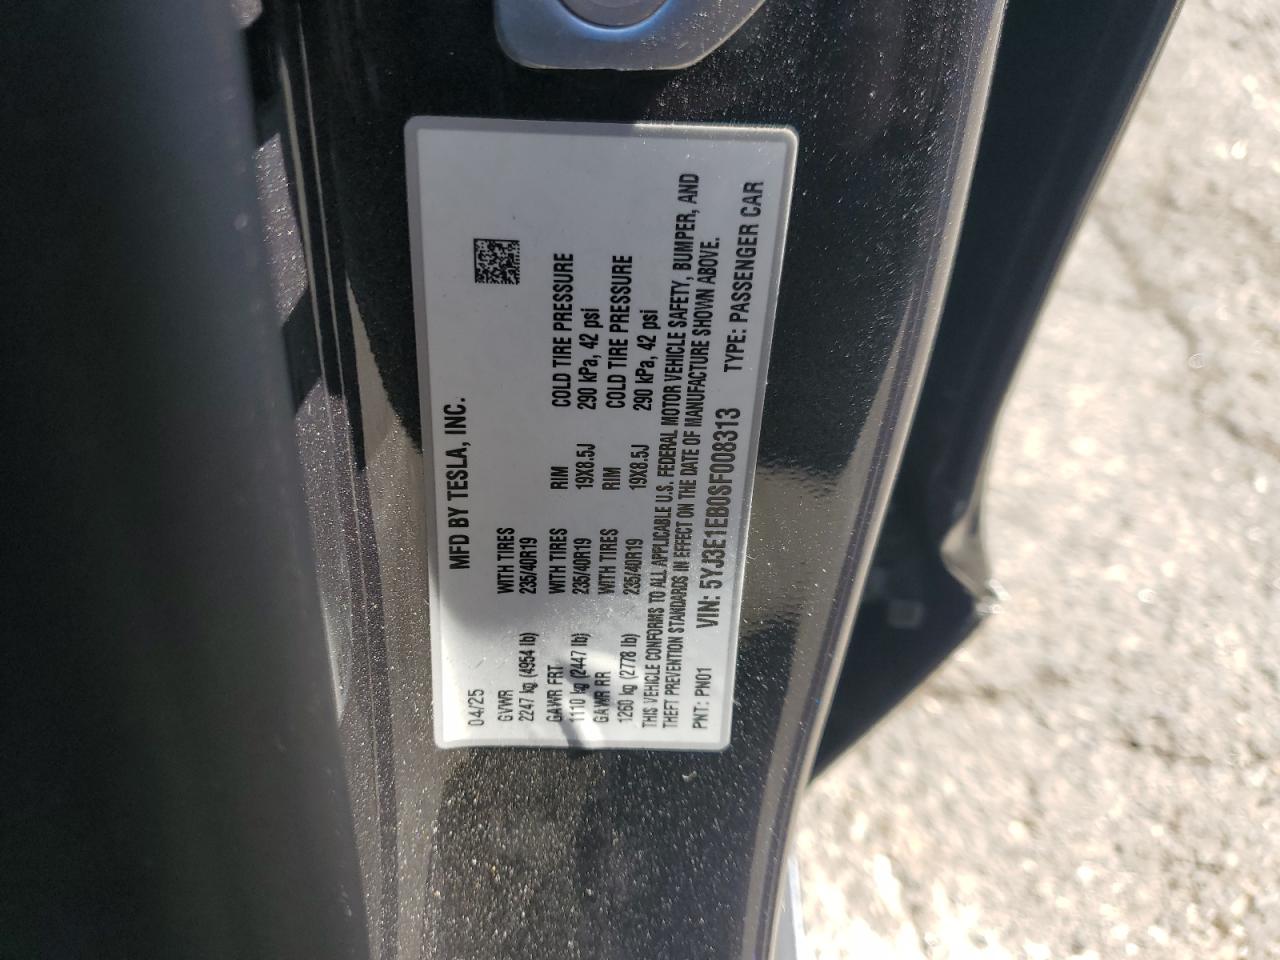 MFD BY TESLA, INC.
04/25
GVWR WITH TIRES
2247 kg (4954 lb) 235/40R19
GAWR FRT WITH TIRES RIM COLD TIRE PRESSURE
1110 kg (2447 lb) 235/40R19 19X8.5J 290 kPa, 42 psi
GAWR RR WITH TIRES RIM COLD TIRE PRESSURE
1260 kg (2778 lb) 235/40R19 19X8.5J 290 kPa, 42 psi
THIS VEHICLE CONFORMS TO ALL APPLICABLE U.S. FEDERAL MOTOR VEHICLE SAFETY, BUMPER, AND
THEFT PREVENTION STANDARDS IN EFFECT ON THE DATE OF MANUFACTURE SHOWN ABOVE.
PNT: PN01 VIN: 5YJ3E1EB0SF008313 TYPE: PASSENGER CAR